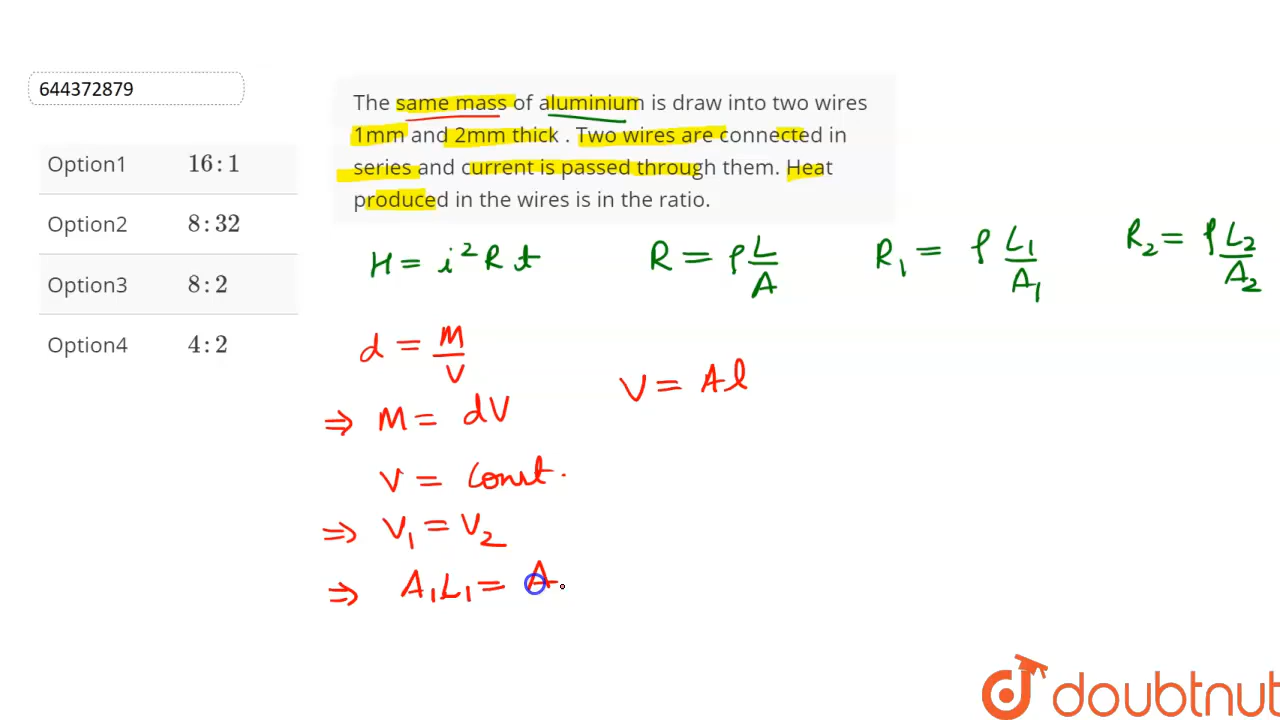 644372879
Option1 16:1
Option2 8:32
Option3 8:2
Option4 4:2
The same mass of aluminium is draw into two wires
1mm and 2mm thick . Two wires are connected in
series and current is passed through them. Heat
produced in the wires is in the ratio.
H = i²Rt R = ρL/A R₁ = ρL₁/A₁ R₂ = ρL₂/A₂
d = M/V
V = Al
⇒ M = dV
V = Const.
⇒ V₁ = V₂
⇒ A₁L₁ = A
doubtnut